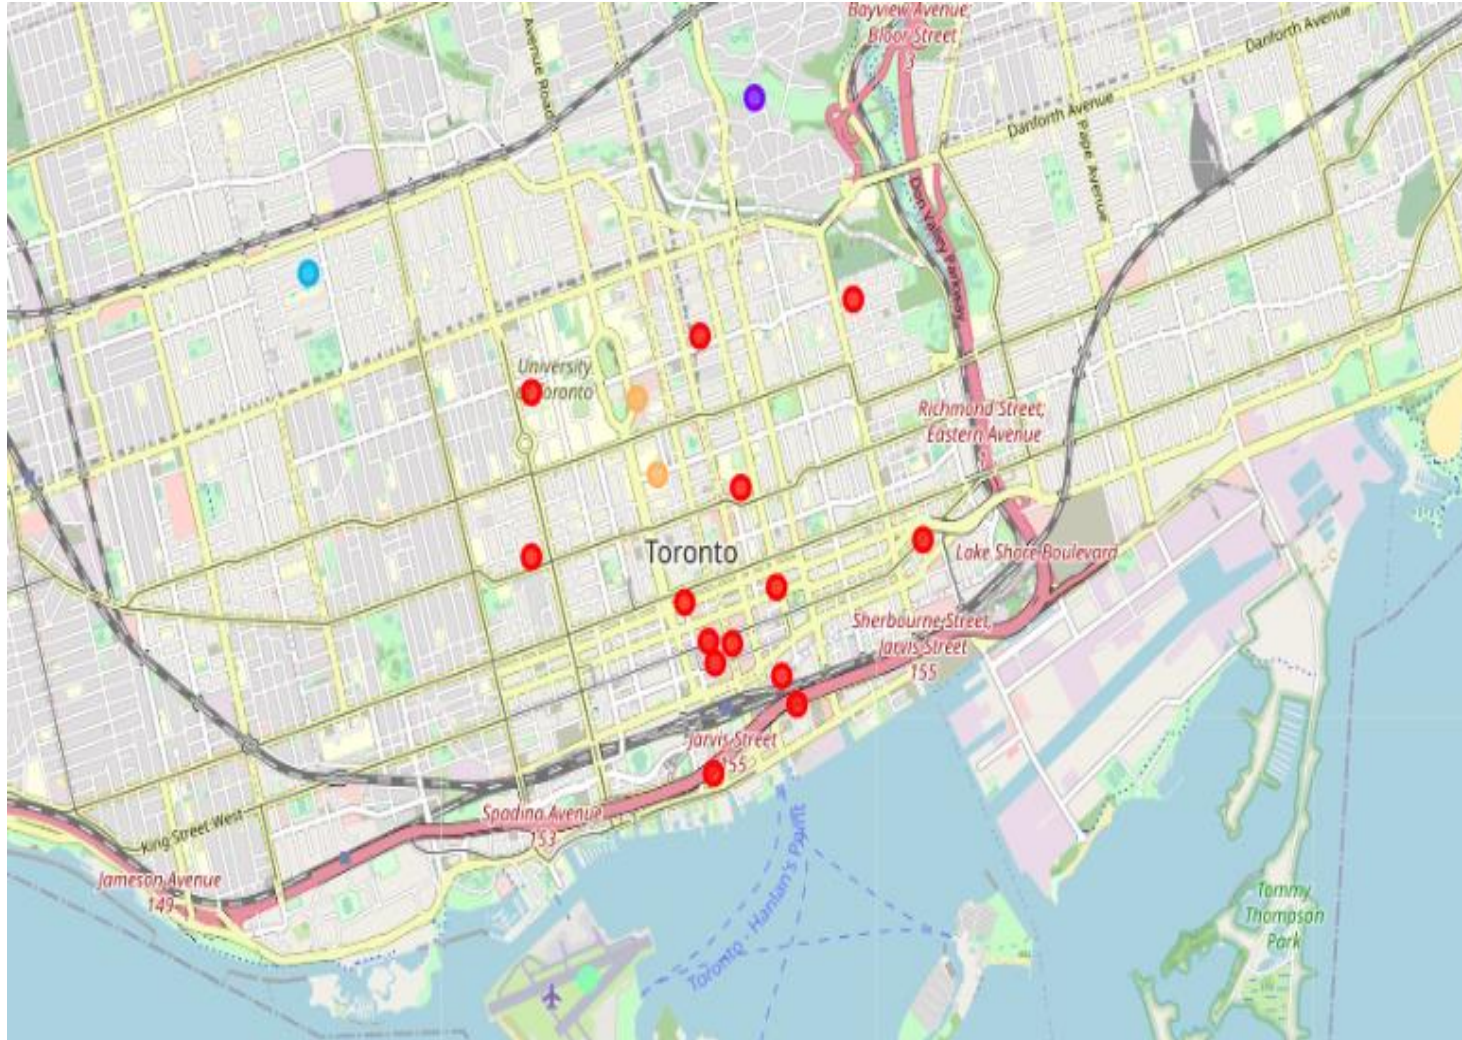 Bayview Avenue;
Bloor Street
3
Danforth Avenue
Avenue Road
Danforth Avenue
Pape Avenue
Don Valley Parkway
University
oronto
Richmond Street;
Eastern Avenue
Toronto
Lake Shore Boulevard
Sherbourne Street,
Jarvis Street
155
Jarvis Street
155
Spadina Avenue
153
King Street West
Jameson Avenue
149
Toronto - Hanlan's Point
Tommy
Thompson
Park